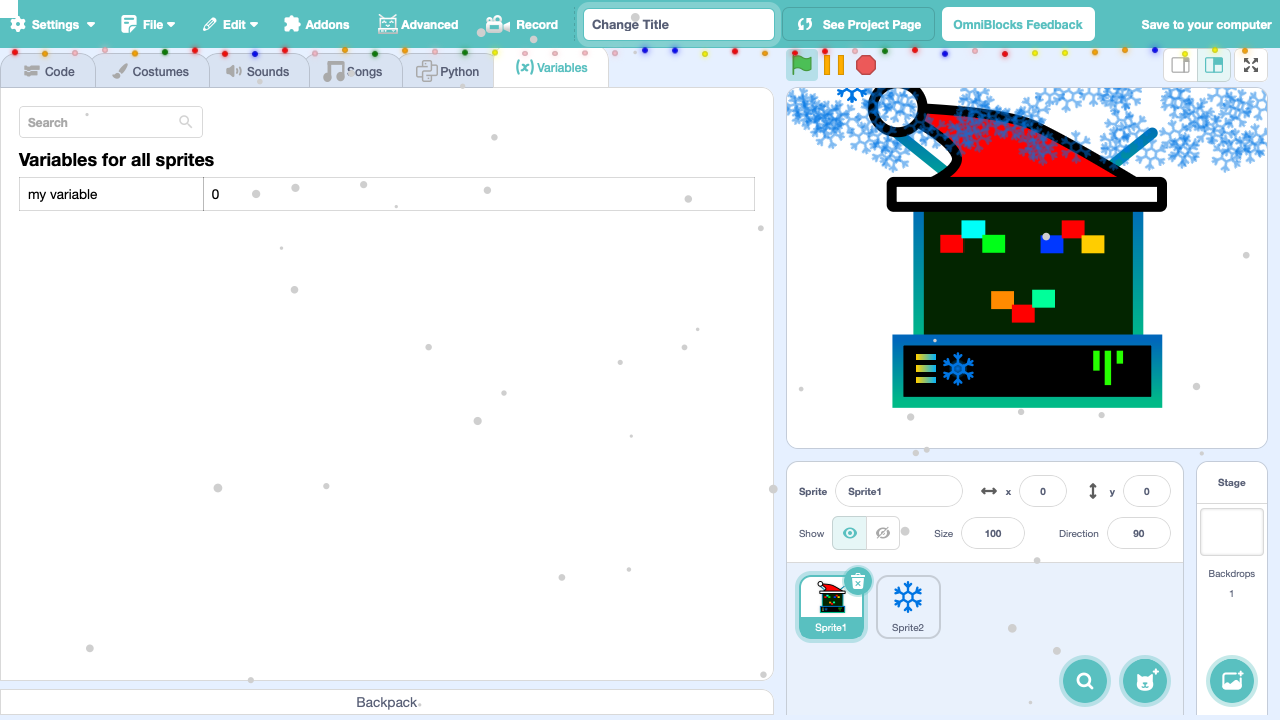 Settings File Edit Addons Advanced Record Change Title See Project Page OmniBlocks Feedback Save to your computer
Code Costumes Sounds Songs Python (x) Variables
Search
Variables for all sprites
my variable 0
Sprite Sprite1 x 0 y 0
Show Size 100 Direction 90
Sprite1 Sprite2
Stage
Backdrops
1
Backpack